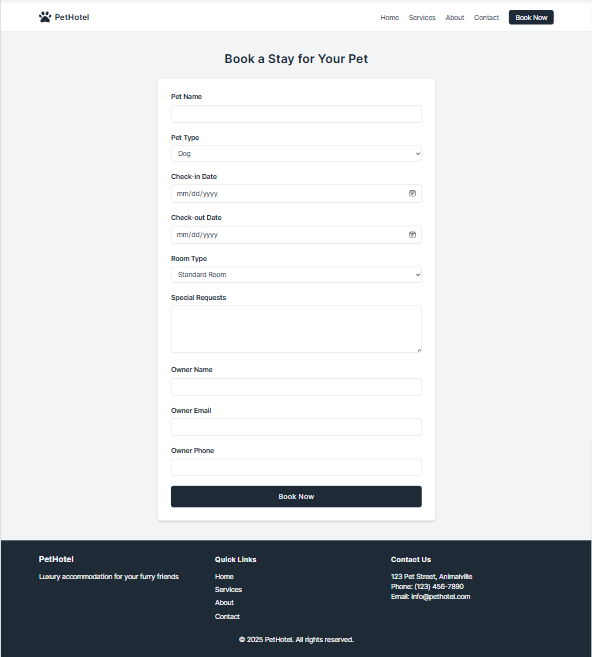 PetHotel
Home Services About Contact Book Now
Book a Stay for Your Pet
Pet Name
Pet Type
Dog
Check-in Date
mm/dd/yyyy
Check-out Date
mm/dd/yyyy
Room Type
Standard Room
Special Requests
Owner Name
Owner Email
Owner Phone
Book Now
PetHotel
Luxury accommodation for your furry friends
Quick Links
Home
Services
About
Contact
Contact Us
123 Pet Street, Animalville
Phone: (123) 456-7890
Email: info@pethotel.com
© 2025 PetHotel. All rights reserved.